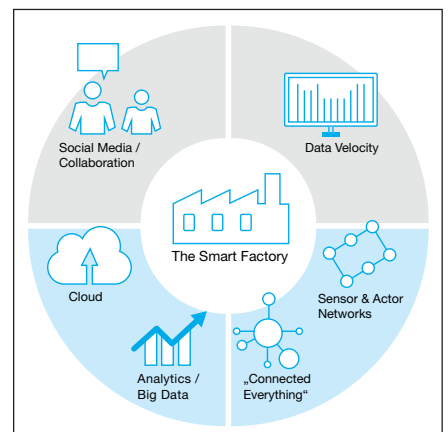 Social Media /
Collaboration
Data Velocity
The Smart Factory
Cloud
Sensor & Actor
Networks
Analytics /
Big Data
„Connected
Everything“